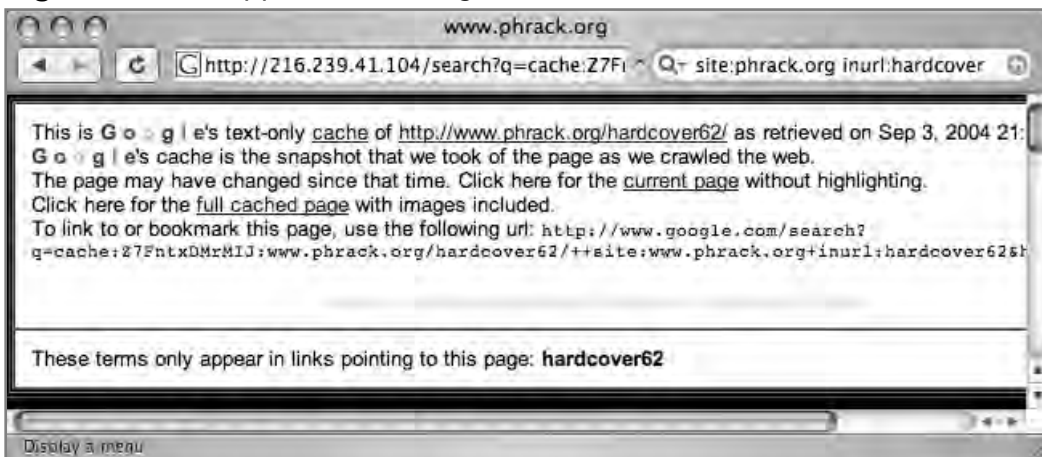 www.phrack.org
http://216.239.41.104/search?q=cache:Z7F
site:phrack.org inurl:hardcover
This is Google's text-only cache of http://www.phrack.org/hardcover62/ as retrieved on Sep 3, 2004 21:
Google's cache is the snapshot that we took of the page as we crawled the web.
The page may have changed since that time. Click here for the current page without highlighting.
Click here for the full cached page with images included.
To link to or bookmark this page, use the following url: http://www.google.com/search?
q=cache:Z7FntxDMrMIJ:www.phrack.org/hardcover62/++site:www.phrack.org+inurl:hardcover62&h
These terms only appear in links pointing to this page: hardcover62
Display a menu